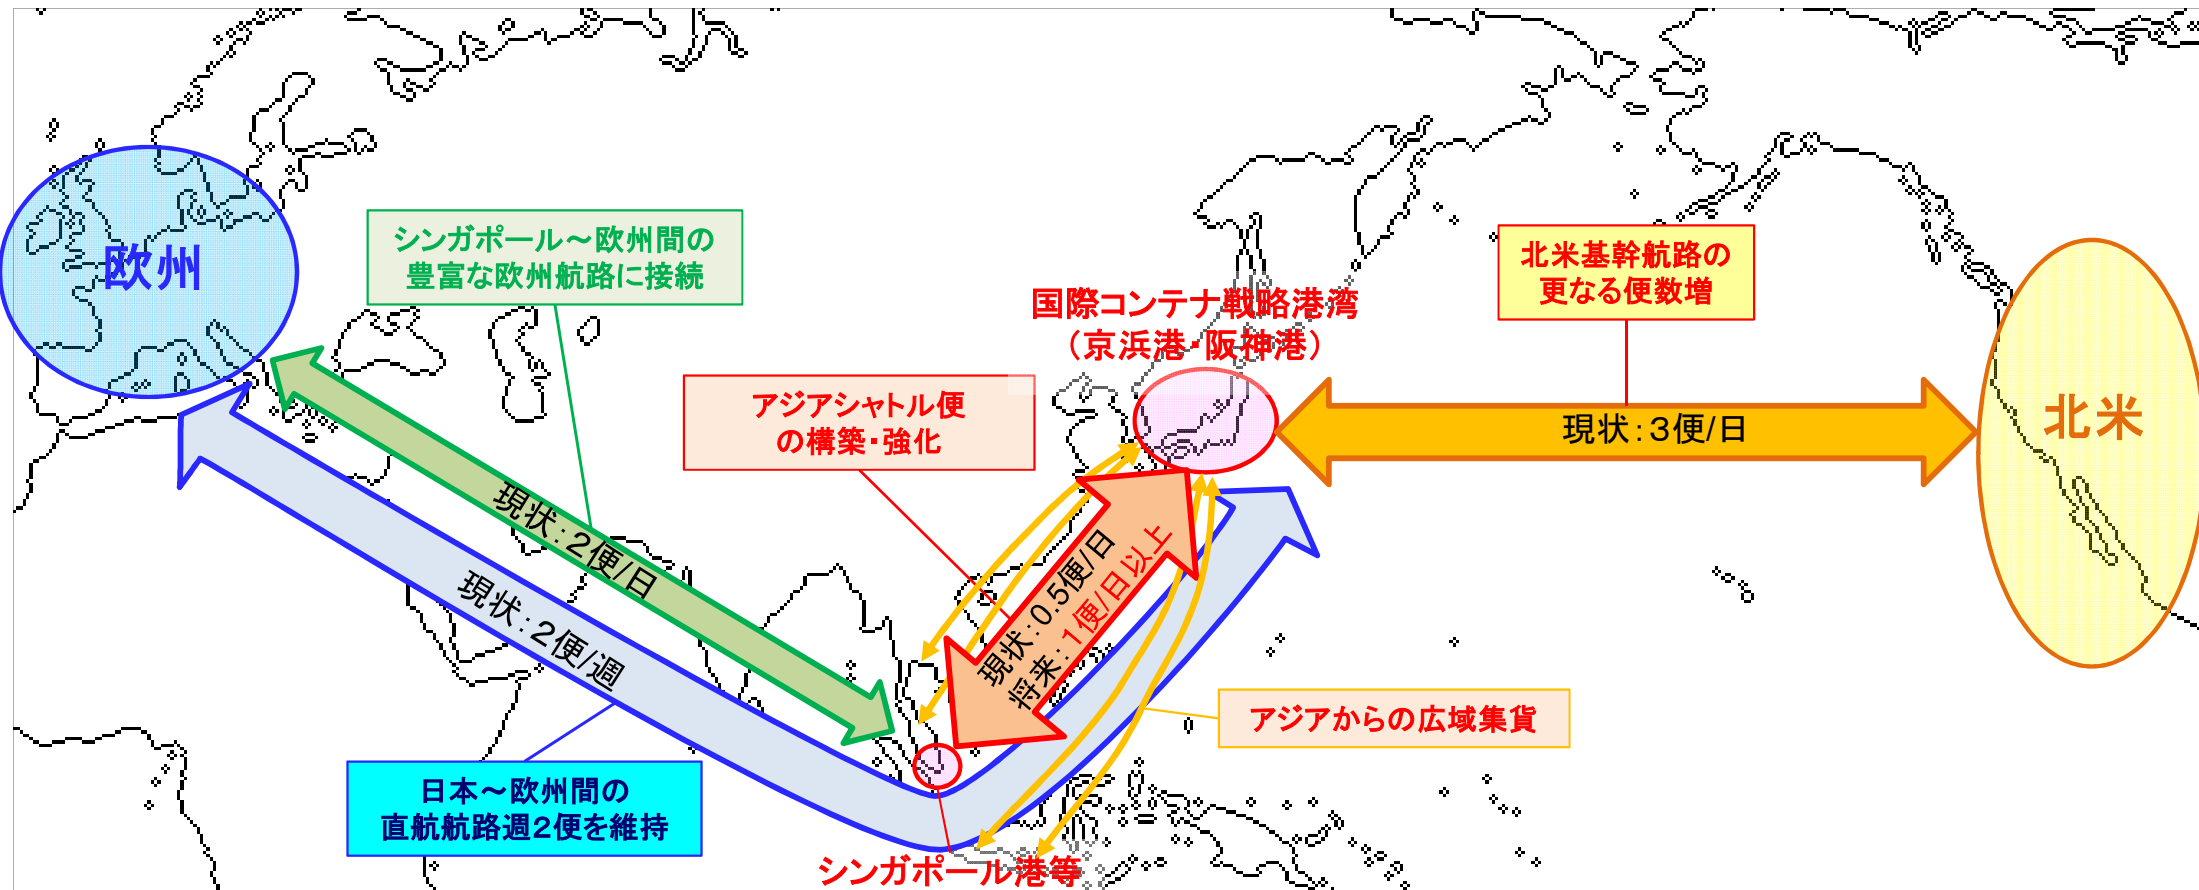 欧州
シンガポール～欧州間の
豊富な欧州航路に接続
国際コンテナ戦略港湾
（京浜港・阪神港）
北米基幹航路の
更なる便数増
アジアシャトル便
の構築・強化
現状：3便/日
北米
現状：2便/日
現状：2便/週
現状：0.5便/日
将来：1便/日以上
アジアからの広域集貨
日本～欧州間の
直航航路週2便を維持
シンガポール港等